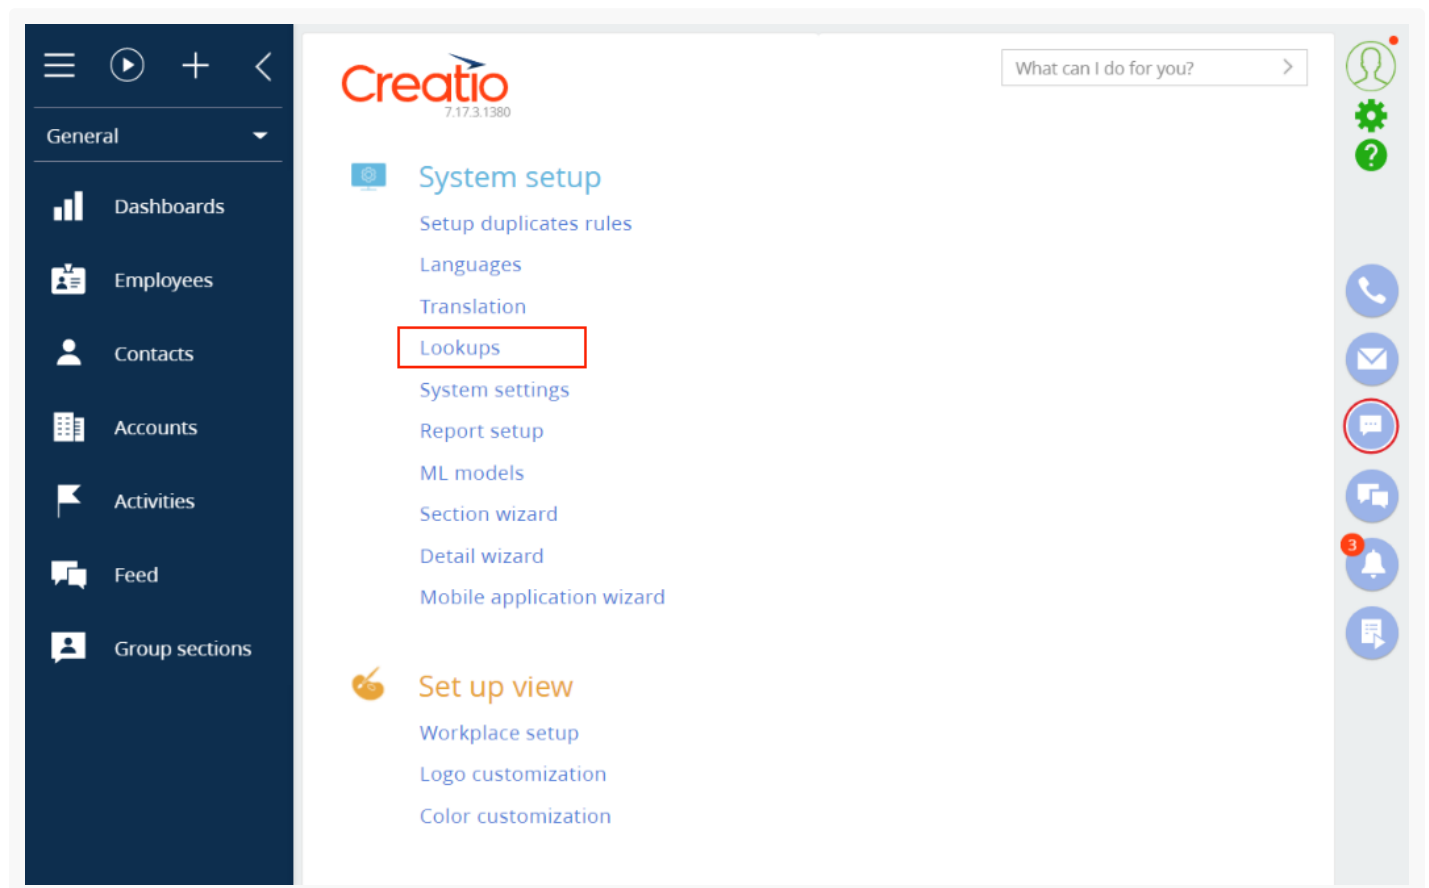 General
Dashboards
Employees
Contacts
Accounts
Activities
Feed
Group sections
Creatio
7.17.3.1380
What can I do for you?
System setup
Setup duplicates rules
Languages
Translation
Lookups
System settings
Report setup
ML models
Section wizard
Detail wizard
Mobile application wizard
Set up view
Workplace setup
Logo customization
Color customization
?
3